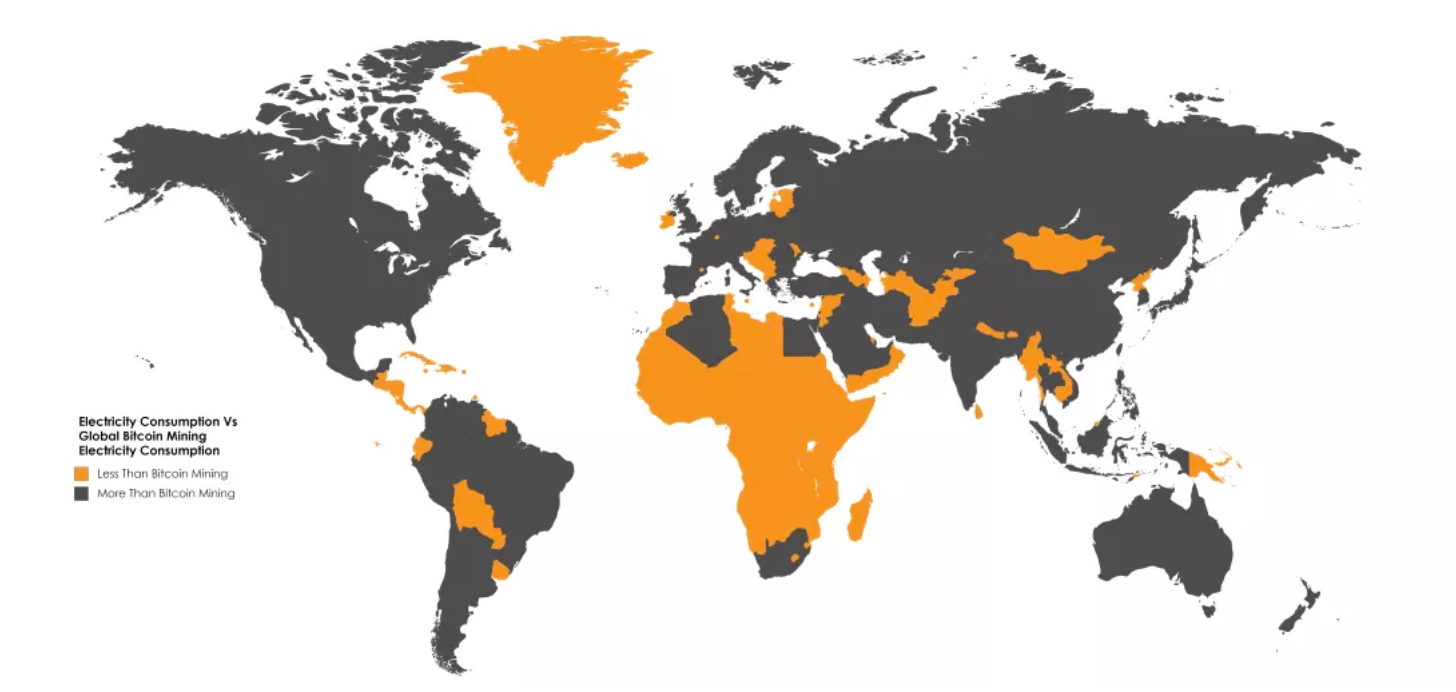 Electricity Consumption Vs
Global Bitcoin Mining
Electricity Consumption
Less Than Bitcoin Mining
More Than Bitcoin Mining